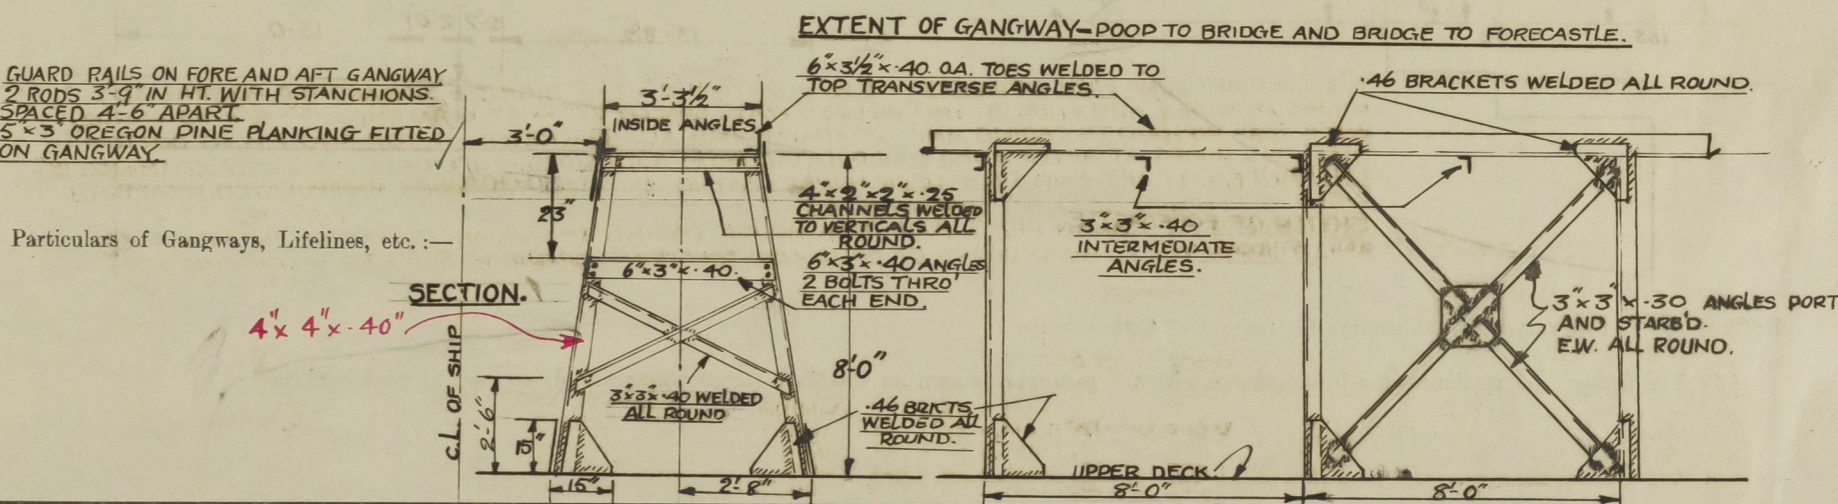 EXTENT OF GANGWAY-POOP TO BRIDGE AND BRIDGE TO FORECASTLE.
GUARD RAILS ON FORE AND AFT GANGWAY
2 RODS 3'-9" IN HT. WITH STANCHIONS.
SPACED 4'-6" APART.
5"×3" OREGON PINE PLANKING FITTED
ON GANGWAY.
Particulars of Gangways, Lifelines, etc. :—
SECTION.
4"x 4"x .40"
C.L. OF SHIP
3'-0"
3'-3½"
INSIDE ANGLES
23"
6"×3"×.40.
3"×3"×.40 WELDED
ALL ROUND
2'-6"
15"
15"
2'-8"
8'-0"
6"×3½"×.40. O.A. TOES WELDED TO
TOP TRANSVERSE ANGLES.
4"×2"×2"×.25
CHANNELS WELDED
TO VERTICALS ALL
ROUND.
6"×3"×.40 ANGLES
2 BOLTS THRO'
EACH END.
.46 BRKTS.
WELDED ALL
ROUND.
.46 BRACKETS WELDED ALL ROUND.
3"×3"×.40
INTERMEDIATE
ANGLES.
3"×3"×.30 ANGLES PORT
AND STARB'D.
E.W. ALL ROUND.
UPPER DECK.
8'-0"
8'-0"